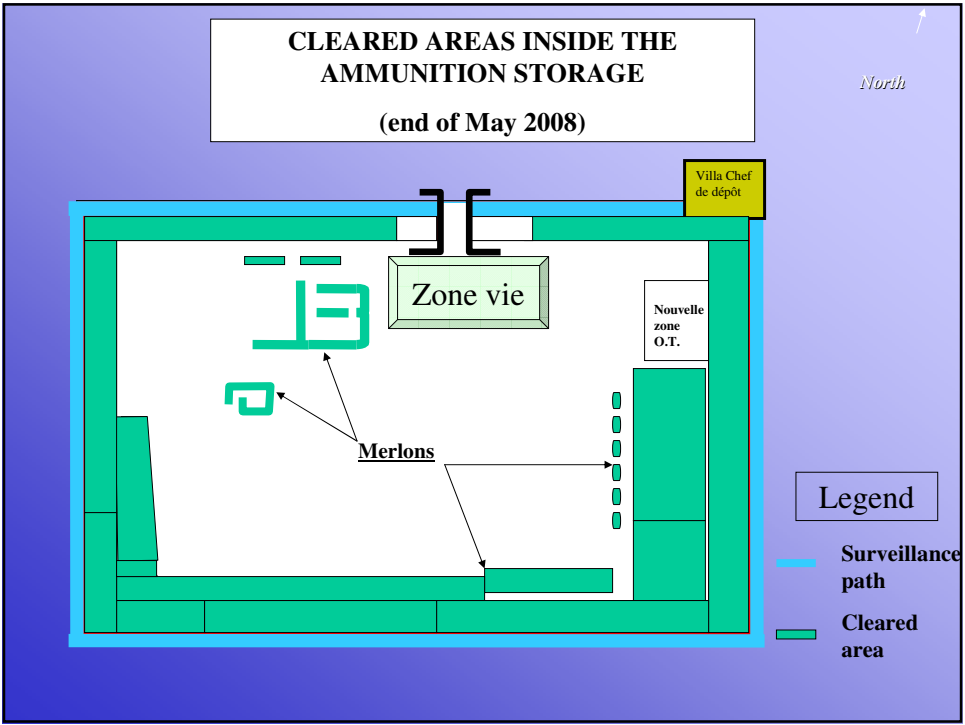 CLEARED AREAS INSIDE THE
AMMUNITION STORAGE
(end of May 2008)
North
Villa Chef
de dépôt
Zone vie
Nouvelle
zone
O.T.
Merlons
Legend
Surveillance
path
Cleared
area